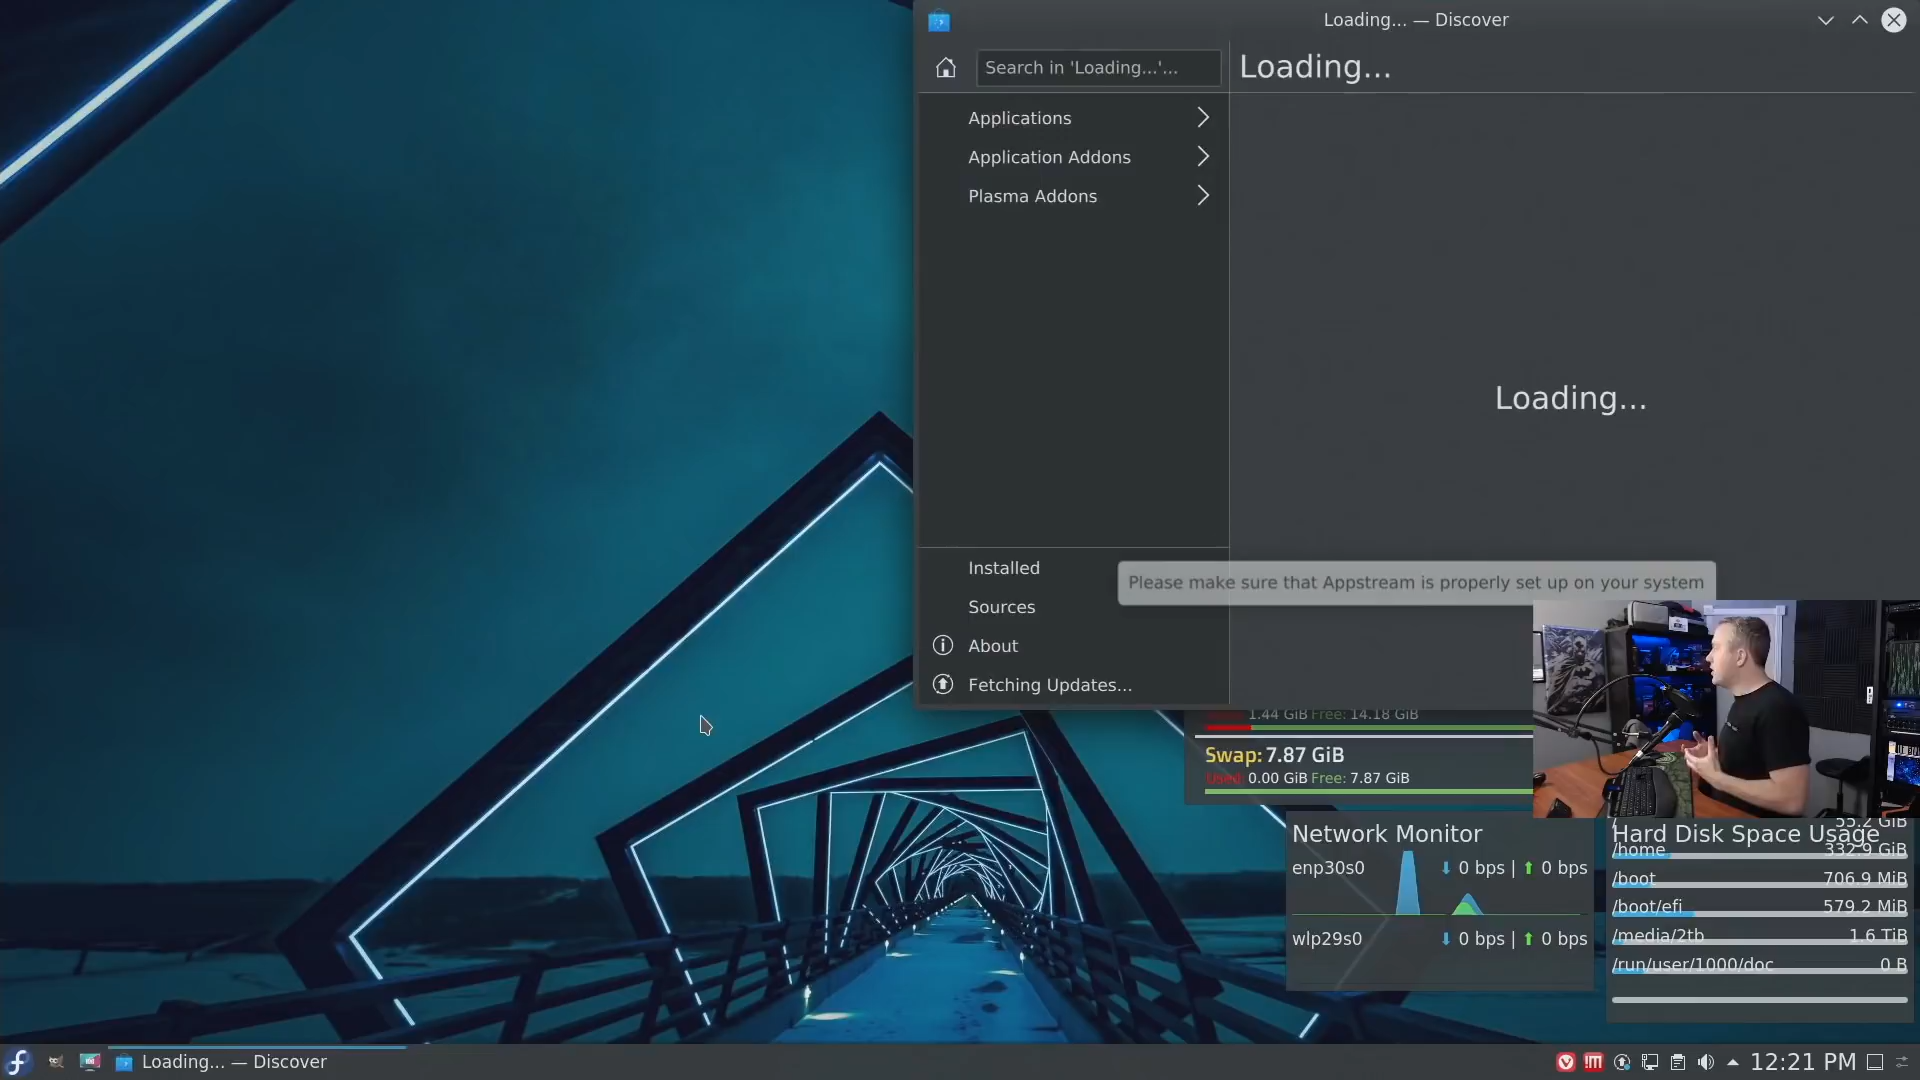 Loading... — Discover
Search in 'Loading...'...
Loading...
Applications
Application Addons
Plasma Addons
Loading...
Installed
Please make sure that Appstream is properly set up on your system
Sources
About
Fetching Updates...
1.44 GiB Free: 14.18 GiB
Swap: 7.87 GiB
Used: 0.00 GiB Free: 7.87 GiB
Network Monitor
enp30s0 0 bps | 0 bps
wlp29s0 0 bps | 0 bps
/ 55.2 GiB
Hard Disk Space Usage
/home 332.9 GiB
/boot 706.9 MiB
/boot/efi 579.2 MiB
/media/2tb 1.6 TiB
/run/user/1000/doc 0 B
Loading... — Discover
12:21 PM